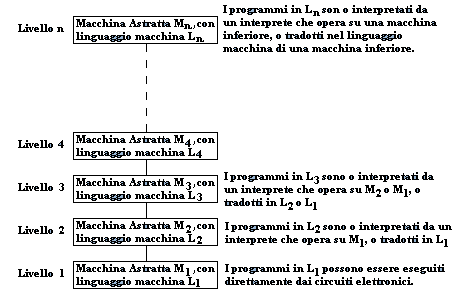 Livello n
Macchina Astratta Mn, con
linguaggio macchina Ln.
I programmi in Ln son o interpretati da
un interprete che opera su una macchina
inferiore, o tradotti nel linguaggio
macchina di una macchina inferiore.
Livello 4
Macchina Astratta M4, con
linguaggio macchina L4
Livello 3
Macchina Astratta M3, con
linguaggio macchina L3
I programmi in L3 sono o interpretati da
un interprete che opera su M2 o M1, o
tradotti in L2 o L1
Livello 2
Macchina Astratta M2, con
linguaggio macchina L2
I programmi in L2 sono o interpretati da un
interprete che opera su M1, o tradotti in L1
Livello 1
Macchina Astratta M1, con
linguaggio macchina L1
I programmi in L1 possono essere eseguiti
direttamente dai circuiti elettronici.